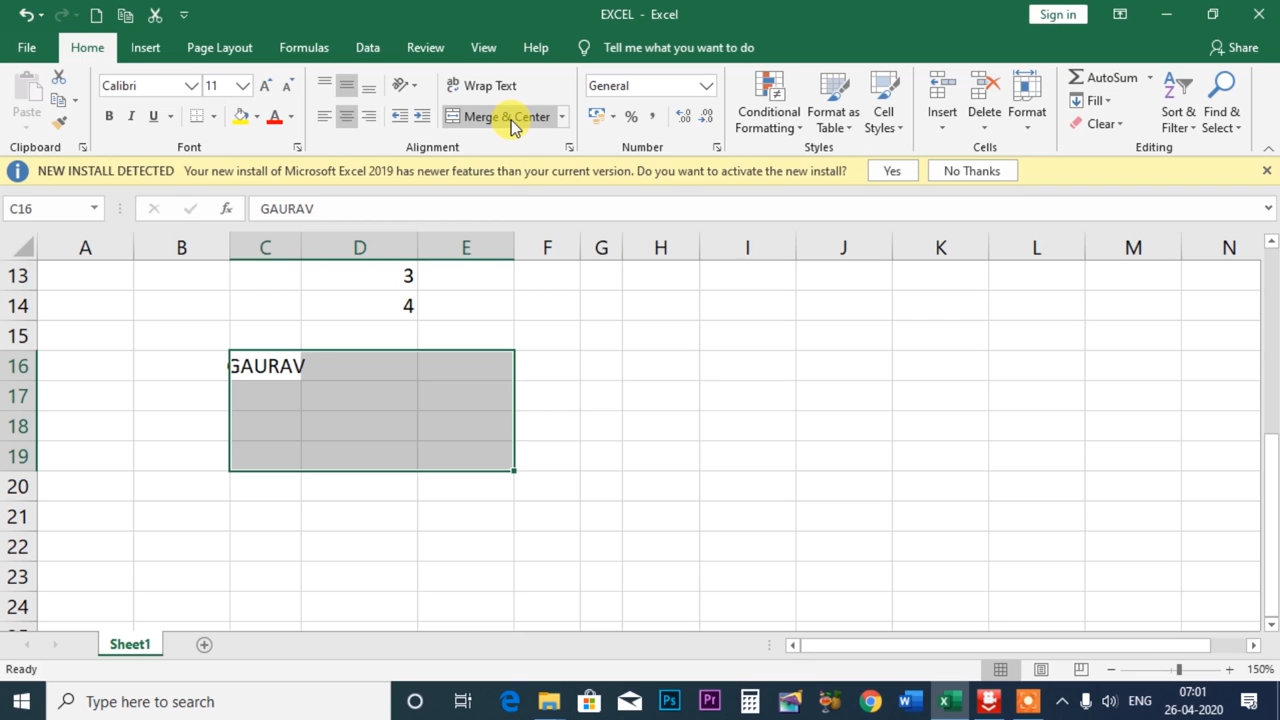 EXCEL - Excel
Sign in
File Home Insert Page Layout Formulas Data Review View Help Tell me what you want to do Share
Paste
Calibri 11
B I U A
Wrap Text
Merge & Center
General
%
Conditional Formatting
Format as Table
Cell Styles
Insert
Delete
Format
AutoSum
Fill
Clear
Sort & Filter
Find & Select
Clipboard Font Alignment Number Styles Cells Editing
NEW INSTALL DETECTED Your new install of Microsoft Excel 2019 has newer features than your current version. Do you want to activate the new install? Yes No Thanks
C16 fx GAURAV
A B C D E F G H I J K L M N
13 3
14 4
15
16 GAURAV
17
18
19
20
21
22
23
24
Sheet1
Ready 150%
Type here to search
Ps Pr ENG
07:01
26-04-2020